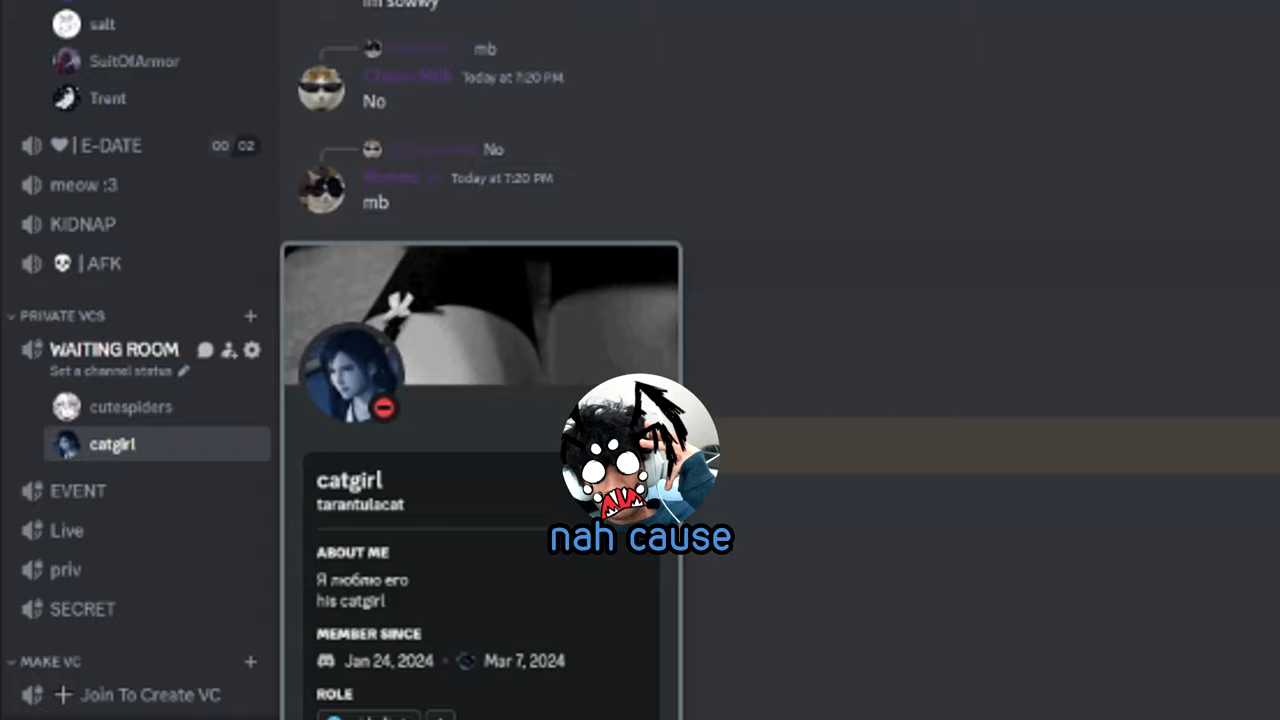 salt
SuitOfArmor
Trent
| E-DATE
00 02
meow :3
KIDNAP
| AFK
PRIVATE VCS
WAITING ROOM
Set a channel status
cutespiders
catgirl
EVENT
Live
priv
SECRET
MAKE VC
Join To Create VC
im sowwy
mb
Today at 7:20 PM
No
No
Today at 7:20 PM
mb
catgirl
tarantulacat
nah cause
ABOUT ME
Я люблю его
his catgirl
MEMBER SINCE
Jan 24, 2024
Mar 7, 2024
ROLE